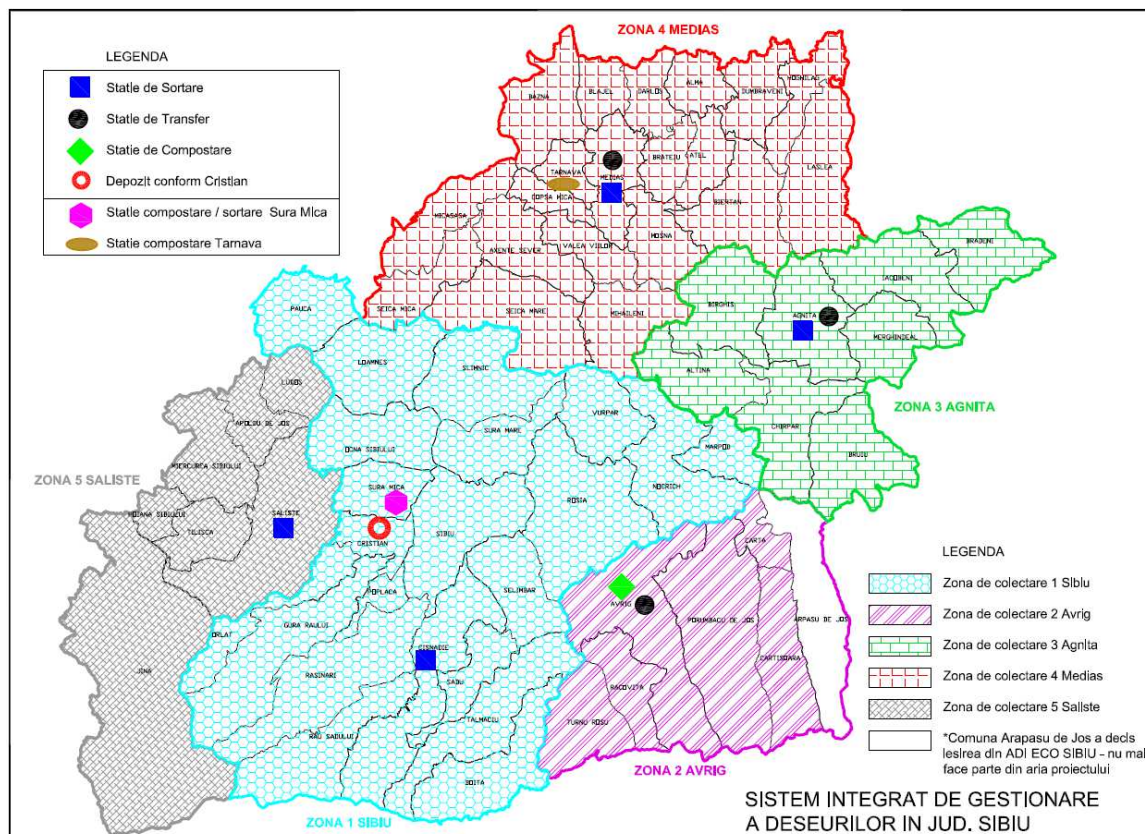 ZONA 4 MEDIAS
LEGENDA
Statie de Sortare
Statie de Transfer
Statie de Compostare
Depozit conform Cristian
Statie compostare / sortare Sura Mica
Statie compostare Tarnava
BAZNA
BLAJEL
DARLOS
ALMA
DUMBRAVENI
HOGHILAG
TARNAVA
MEDIAS
BRATEIU
ATEL
LASLEA
COPSA MICA
BIERTAN
MICASASA
AXENTE SEVER
VALEA VIILOR
MOSNA
SEICA MICA
SEICA MARE
MIHAILENI
BRADENI
IACOBENI
BIRGHIS
AGNITA
MERGHINDEAL
ALTINA
ZONA 3 AGNITA
CHIRPAR
BRUIU
PAUCA
LOAMNES
SLIMNIC
LUDOS
VURPAR
APOLDU DE JOS
SURA MARE
OCNA SIBIULUI
MARPOD
MIERCUREA SIBIULUI
ZONA 5 SALISTE
SURA MICA
NOCRICH
ROSIA
POIANA SIBIULUI
SALISTE
TILISCA
SIBIU
CRISTIAN
CARTA
POPLACA
SELIMBAR
AVRIG
PORUMBACU DE JOS
ARPASU DE JOS
GURA RAULUI
ORLAT
CISNADIE
CARTISOARA
JINA
RASINARI
SADU
RACOVITA
TALMACIU
TURNU ROSU
RAU SADULUI
BOITA
ZONA 2 AVRIG
ZONA 1 SIBIU
LEGENDA
Zona de colectare 1 Sibiu
Zona de colectare 2 Avrig
Zona de colectare 3 Agnita
Zona de colectare 4 Medias
Zona de colectare 5 Saliste
*Comuna Arapasu de Jos a decis
iesirea din ADI ECO SIBIU - nu mai
face parte din aria proiectului
SISTEM INTEGRAT DE GESTIONARE
A DESEURILOR IN JUD. SIBIU